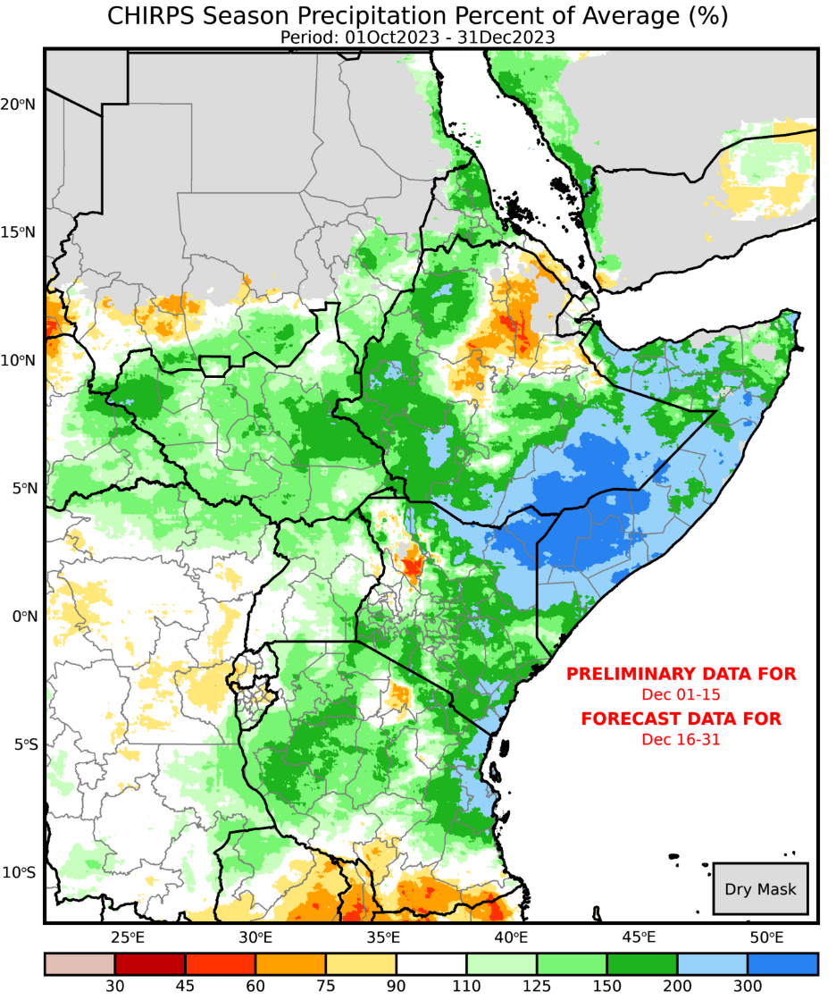 CHIRPS Season Precipitation Percent of Average (%)
Period: 01Oct2023 - 31Dec2023
20°N
15°N
10°N
5°N
0°N
5°S
10°S
PRELIMINARY DATA FOR
Dec 01-15
FORECAST DATA FOR
Dec 16-31
Dry Mask
25°E 30°E 35°E 40°E 45°E 50°E
30 45 60 75 90 110 125 150 200 300